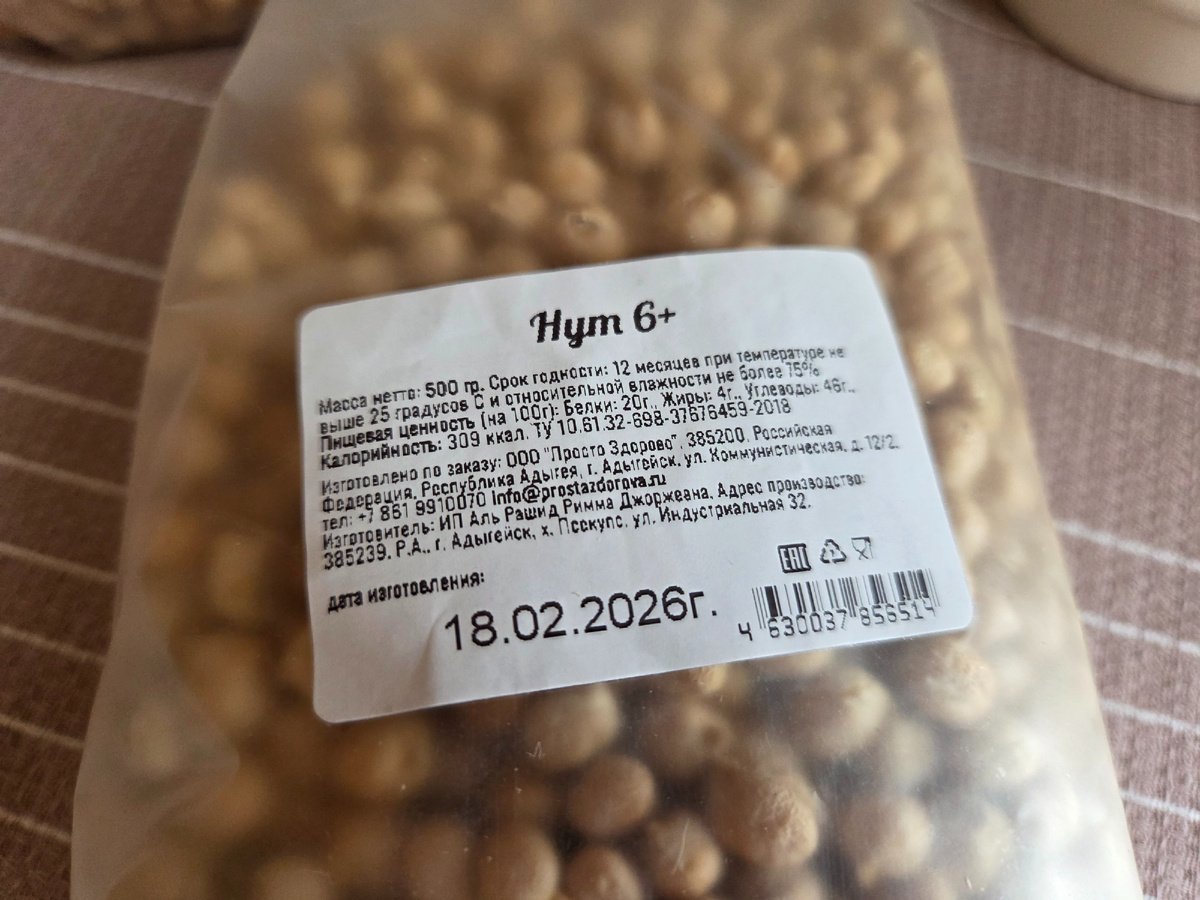 Нут 6+
Масса нетто: 500 гр. Срок годности: 12 месяцев при температуре не
выше 25 градусов С и относительной влажности не более 75%
Пищевая ценность (на 100г): Белки: 20г., Жиры: 4г., Углеводы: 46г.,
Калорийность: 309 ккал. ТУ 10.61.32-698-37676459-2018
Изготовлено по заказу: ООО "Просто Здорово", 385200, Российская
Федерация, Республика Адыгея, г. Адыгейск, ул. Коммунистическая, д. 12/2.
тел: +7 861 9910070 info@prostazdorova.ru
Изготовитель: ИП Аль Рашид Римма Джоржеана, Адрес производства:
385239, Р.А., г. Адыгейск, х. Псекупс, ул. Индустриальная 32.
EAC
дата изготовления:
18.02.2026г.
4 630037 856514